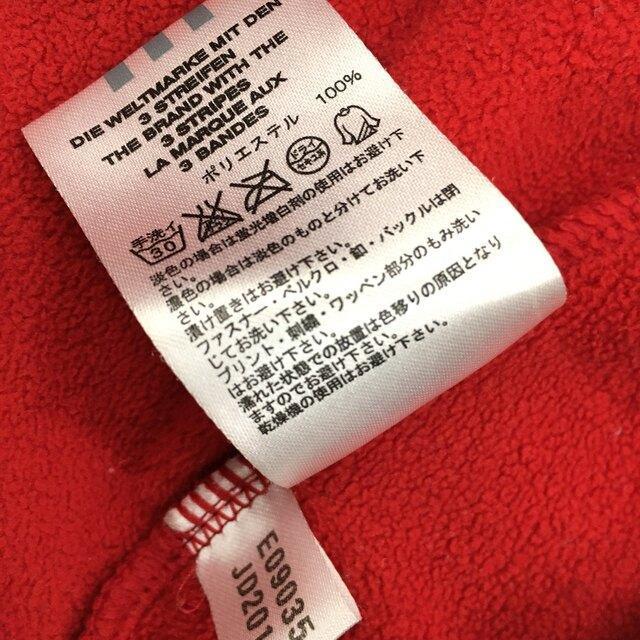 DIE WELTMARKE MIT DEN
3 STREIFEN
THE BRAND WITH THE
3 STRIPES
LA MARQUE AUX
3 BANDES
ポリエステル 100%
手洗イ
30
ドライ
セキユ系
淡色の場合は蛍光増白剤の使用はお避け下
さい。
濃色の場合は淡色のものと分けてお洗い下
さい。
漬け置きはお避け下さい。
ファスナー・ベルクロ・釦・バックルは閉
じてお洗い下さい。
プリント・刺繍・ワッペン部分のもみ洗い
はお避け下さい。
濡れた状態での放置は色移りの原因となり
ますのでお避け下さい。
乾燥機の使用はお避け下さい。
E09035
JD201